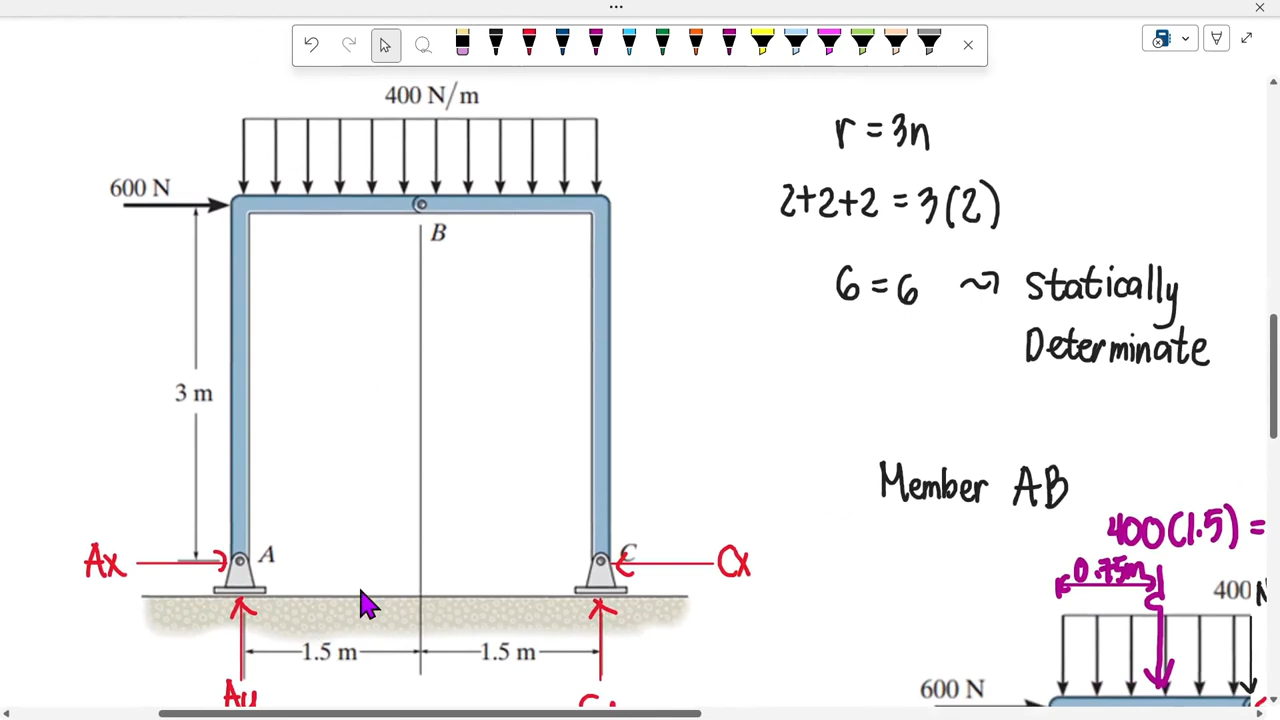 400 N/m
600 N
B
3 m
A
C
Ax
Cx
1.5 m
1.5 m
r = 3n
2+2+2 = 3(2)
6 = 6 ⤳ Statically
Determinate
Member AB
400(1.5) =
0.75m
400 N
600 N